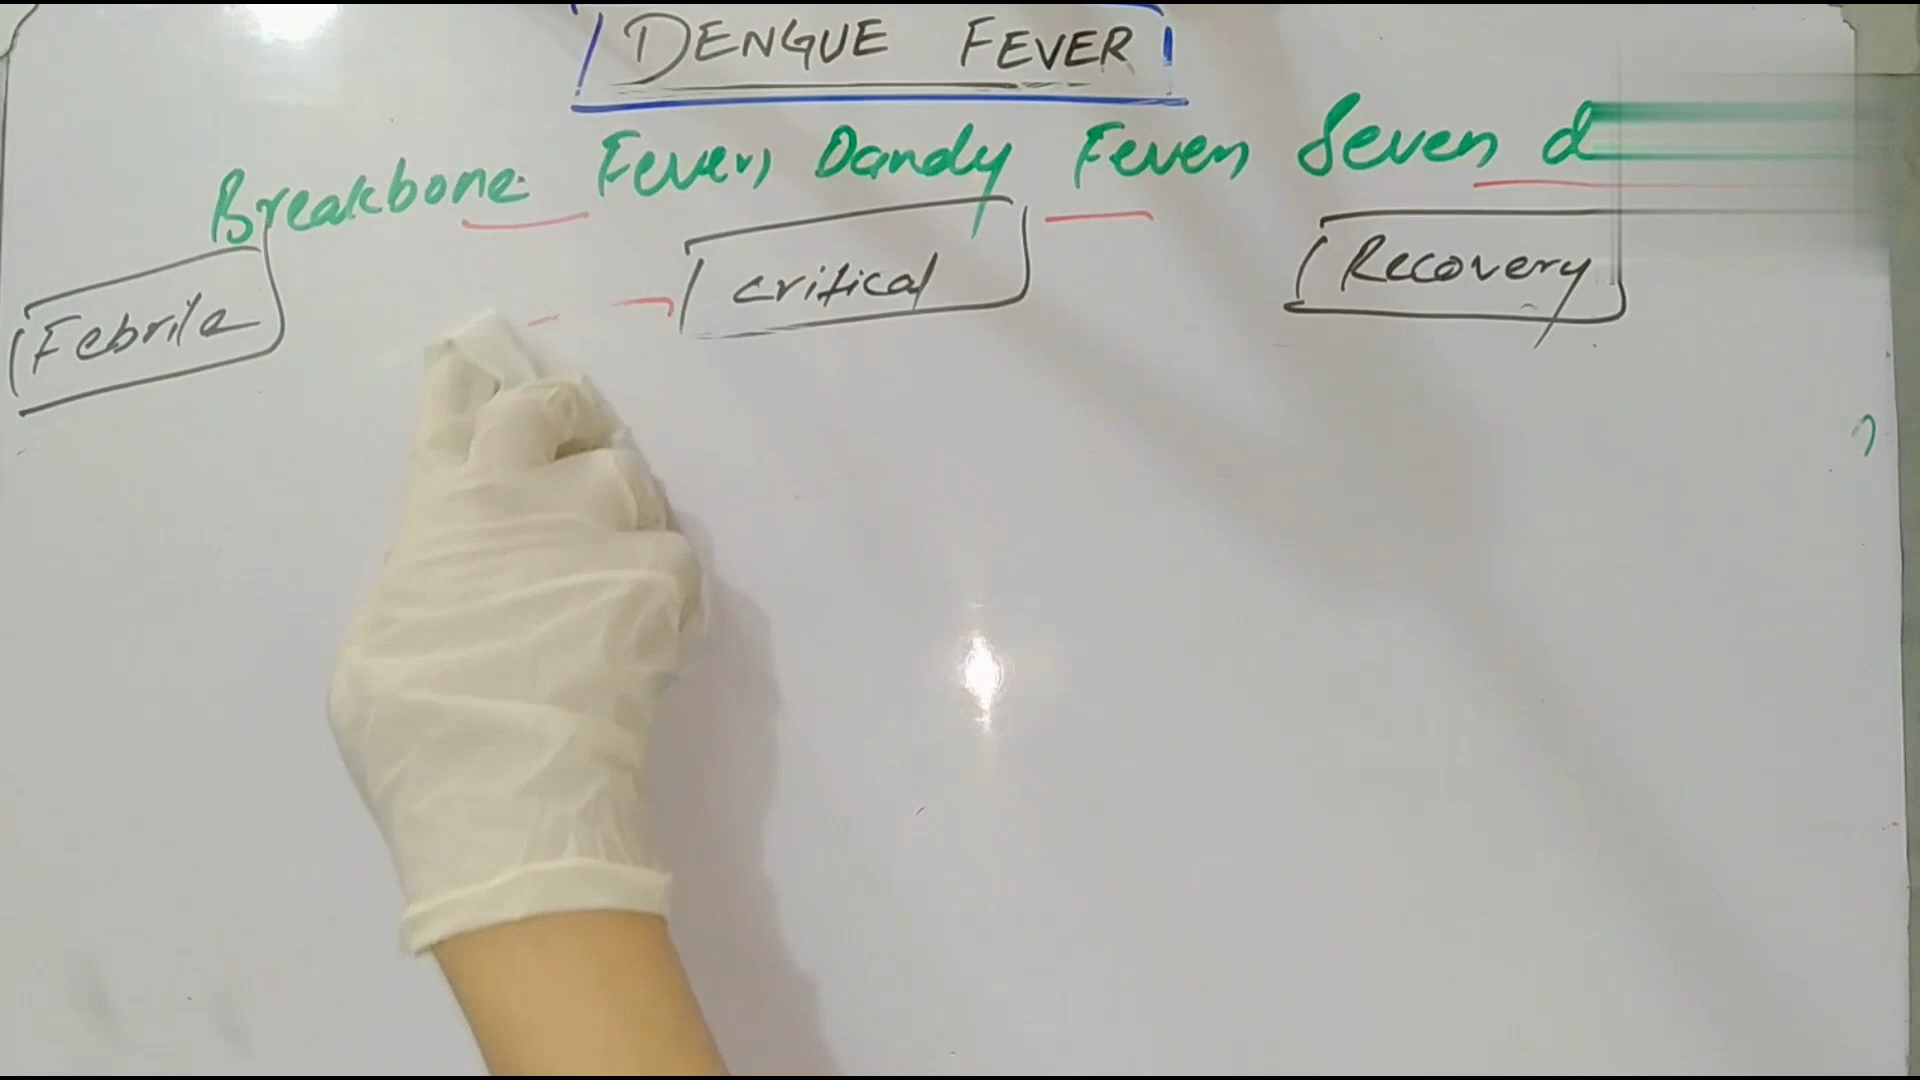 DENGUE FEVER
Breakbone Fever, Dandy Fever, Seven d
Febrile
critical
Recovery